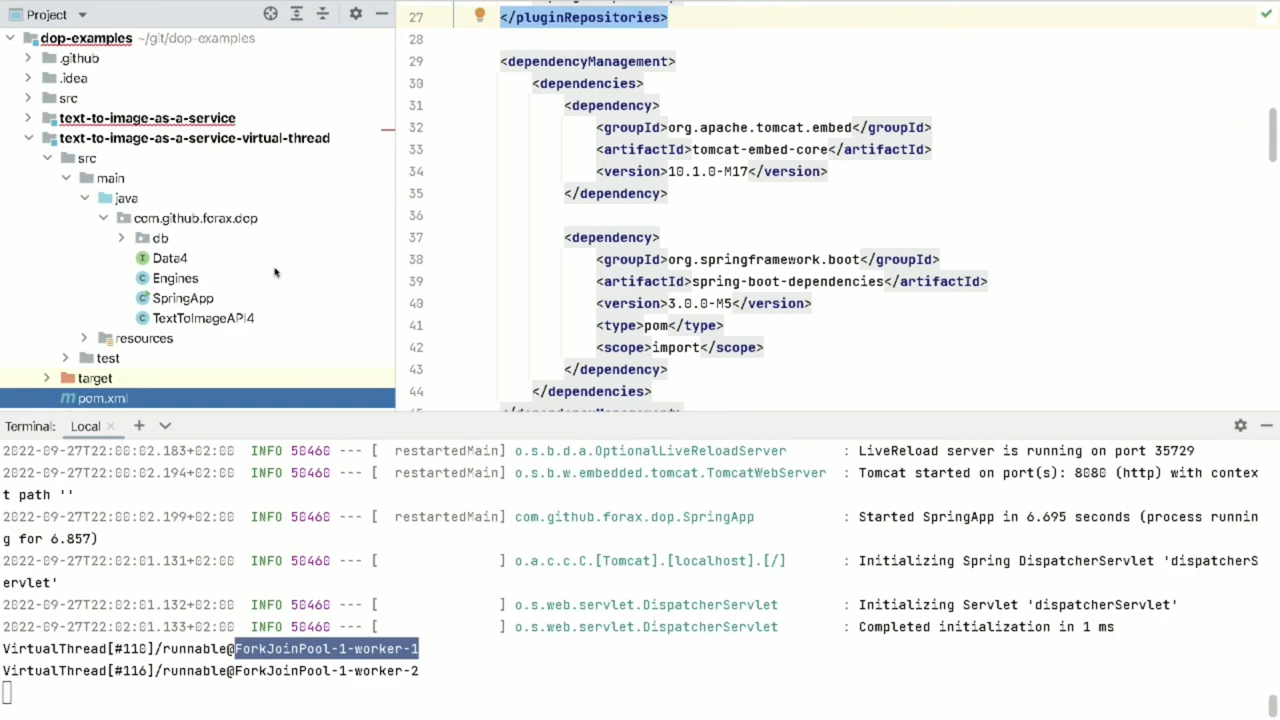 Project
dop-examples ~/git/dop-examples
.github
.idea
src
text-to-image-as-a-service
text-to-image-as-a-service-virtual-thread
src
main
java
com.github.forax.dop
db
Data4
Engines
SpringApp
TextToImageAPI4
resources
test
target
pom.xml
27 </pluginRepositories>
28
29 <dependencyManagement>
30 <dependencies>
31 <dependency>
32 <groupId>org.apache.tomcat.embed</groupId>
33 <artifactId>tomcat-embed-core</artifactId>
34 <version>10.1.0-M17</version>
35 </dependency>
36
37 <dependency>
38 <groupId>org.springframework.boot</groupId>
39 <artifactId>spring-boot-dependencies</artifactId>
40 <version>3.0.0-M5</version>
41 <type>pom</type>
42 <scope>import</scope>
43 </dependency>
44 </dependencies>
45 </dependencyManagement>
Terminal: Local
2022-09-27T22:00:02.183+02:00 INFO 50460 --- [ restartedMain] o.s.b.d.a.OptionalLiveReloadServer : LiveReload server is running on port 35729
2022-09-27T22:00:02.194+02:00 INFO 50460 --- [ restartedMain] o.s.b.w.embedded.tomcat.TomcatWebServer : Tomcat started on port(s): 8080 (http) with contex
t path ''
2022-09-27T22:00:02.199+02:00 INFO 50460 --- [ restartedMain] com.github.forax.dop.SpringApp : Started SpringApp in 6.695 seconds (process runnin
g for 6.857)
2022-09-27T22:02:01.131+02:00 INFO 50460 --- [ ] o.a.c.c.C.[Tomcat].[localhost].[/] : Initializing Spring DispatcherServlet 'dispatcherS
ervlet'
2022-09-27T22:02:01.132+02:00 INFO 50460 --- [ ] o.s.web.servlet.DispatcherServlet : Initializing Servlet 'dispatcherServlet'
2022-09-27T22:02:01.133+02:00 INFO 50460 --- [ ] o.s.web.servlet.DispatcherServlet : Completed initialization in 1 ms
VirtualThread[#110]/runnable@ForkJoinPool-1-worker-1
VirtualThread[#116]/runnable@ForkJoinPool-1-worker-2